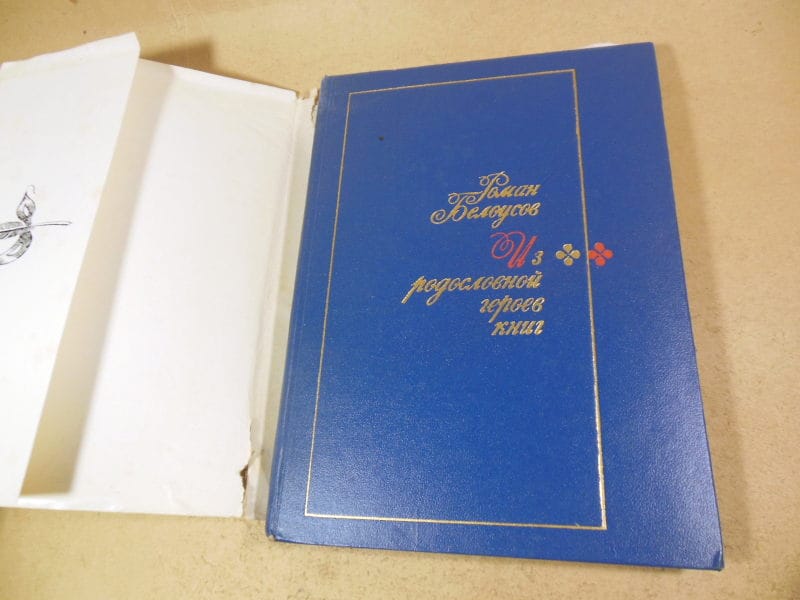 Роман
Белоусов
Из
родословной
героев
книг